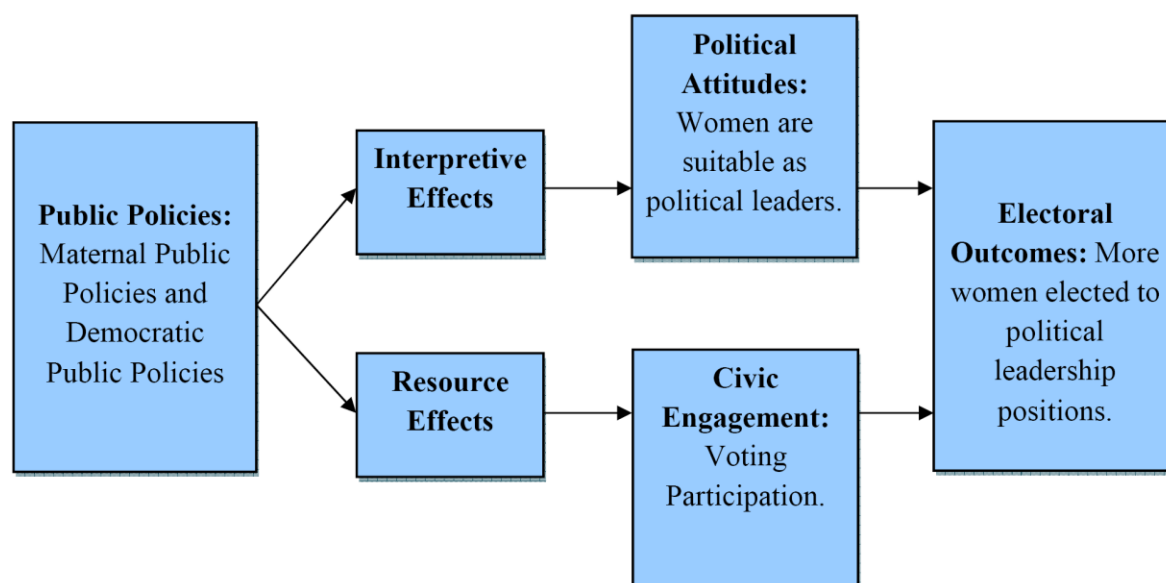 Public Policies:
Maternal Public
Policies and
Democratic
Public Policies
Interpretive
Effects
Resource
Effects
Political
Attitudes:
Women are
suitable as
political leaders.
Civic
Engagement:
Voting
Participation.
Electoral
Outcomes: More
women elected to
political
leadership
positions.